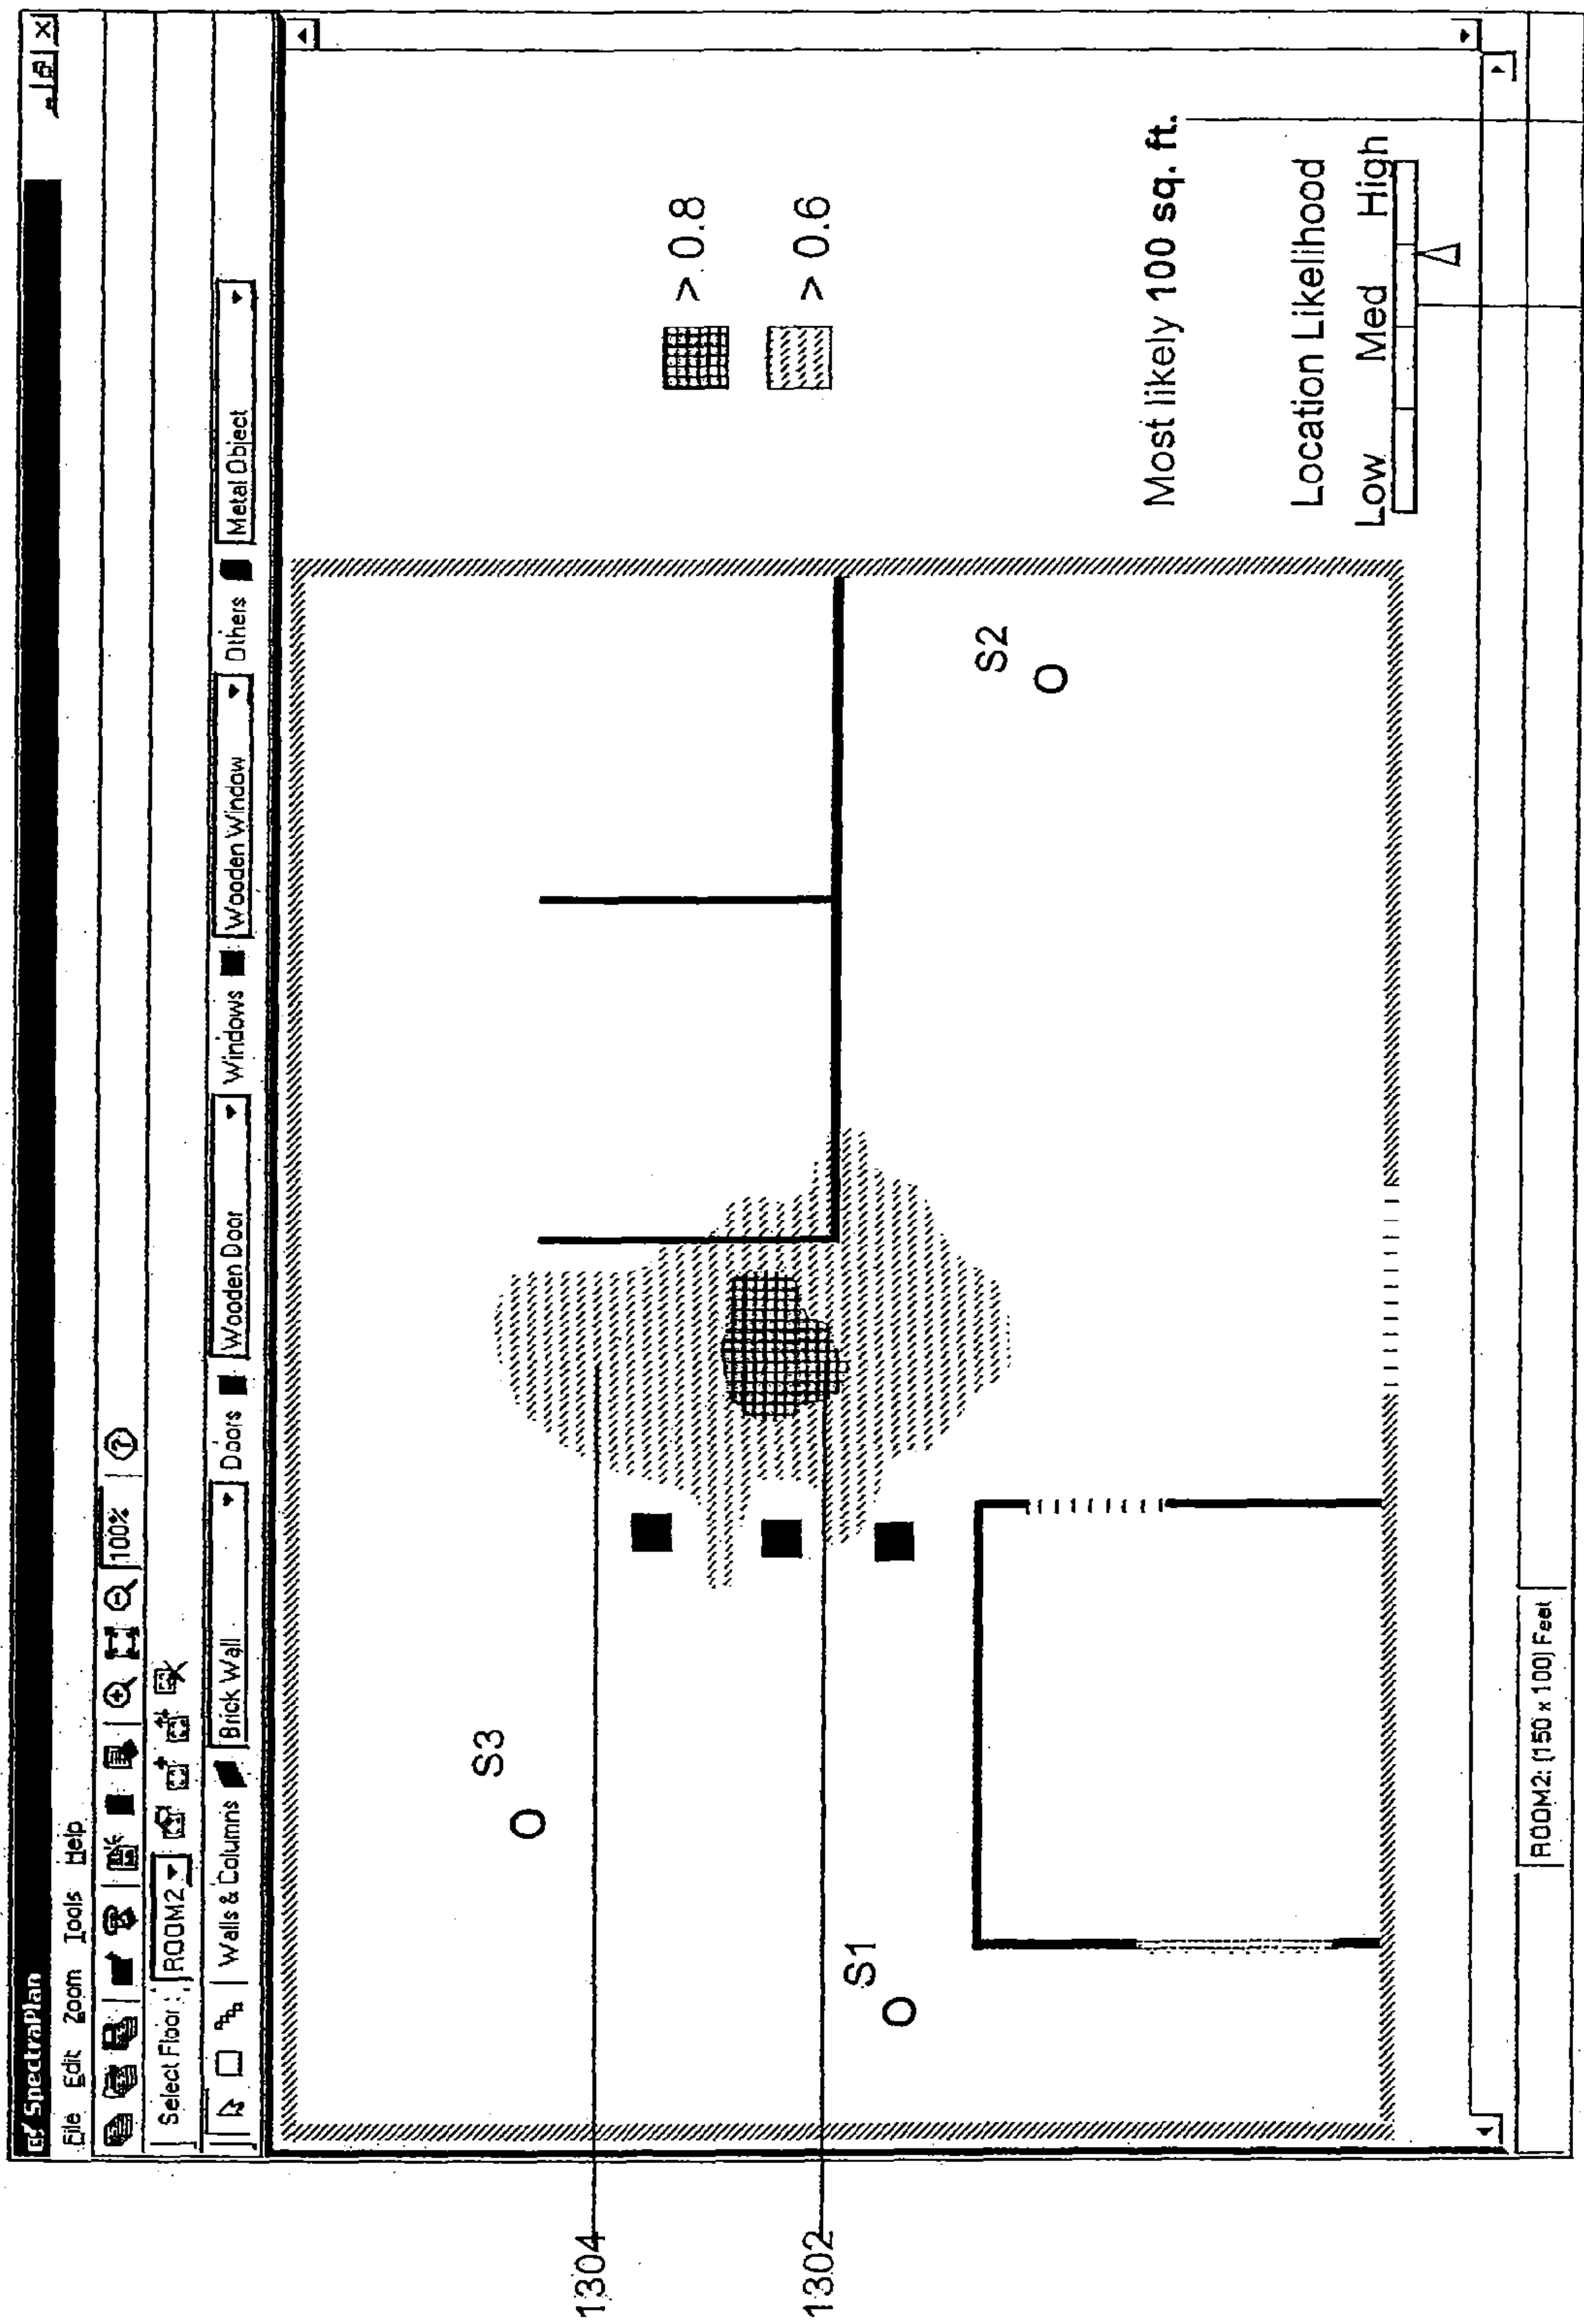 SpectraPlan
File Edit Zoom Tools Help
100%
Select Floor: ROOM2
Walls & Columns Brick Wall Doors Wooden Door Windows Wooden Window Others Metal Object
S3
S1
S2
> 0.8
> 0.6
Most likely 100 sq. ft.
Location Likelihood
Low Med High
ROOM2: (150 x 100) Feet
1304
1302